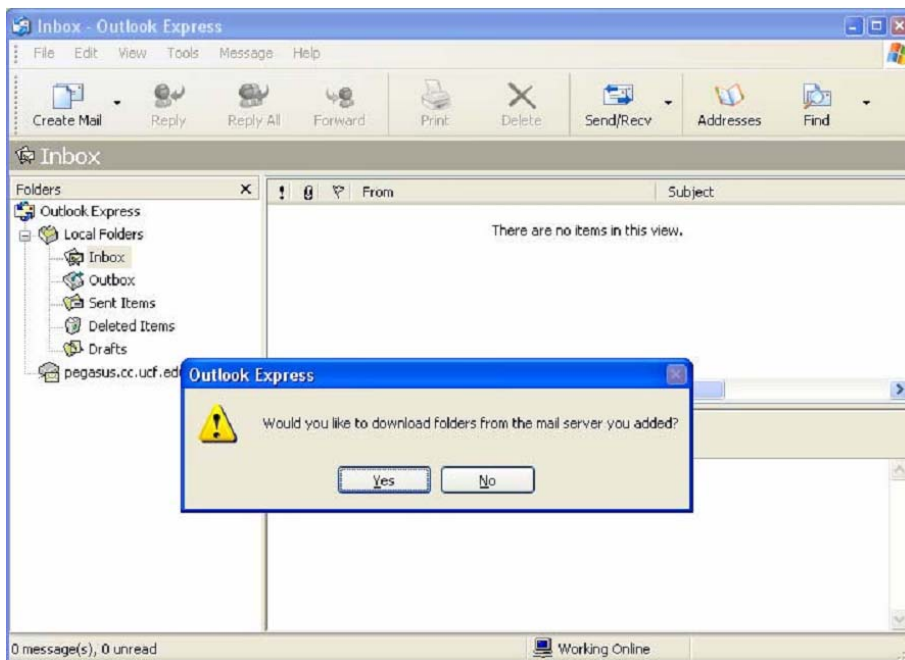 Inbox - Outlook Express
File Edit View Tools Message Help
Create Mail Reply Reply All Forward Print Delete Send/Recv Addresses Find
Inbox
Folders
! From Subject
Outlook Express
There are no items in this view.
Local Folders
Inbox
Outbox
Sent Items
Deleted Items
Drafts
pegasus.cc.ucf.ed
Outlook Express
Would you like to download folders from the mail server you added?
Yes No
0 message(s), 0 unread Working Online